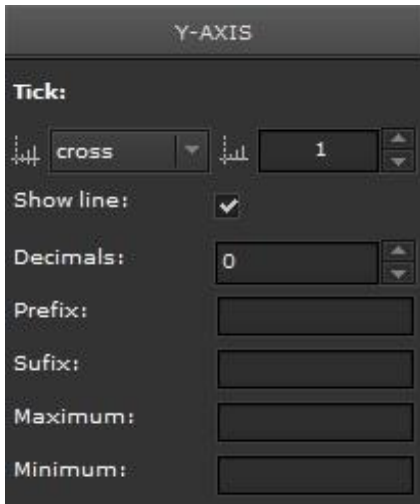 Y-AXIS
Tick:
cross 1
Show line:
Decimals: 0
Prefix:
Sufix:
Maximum:
Minimum: